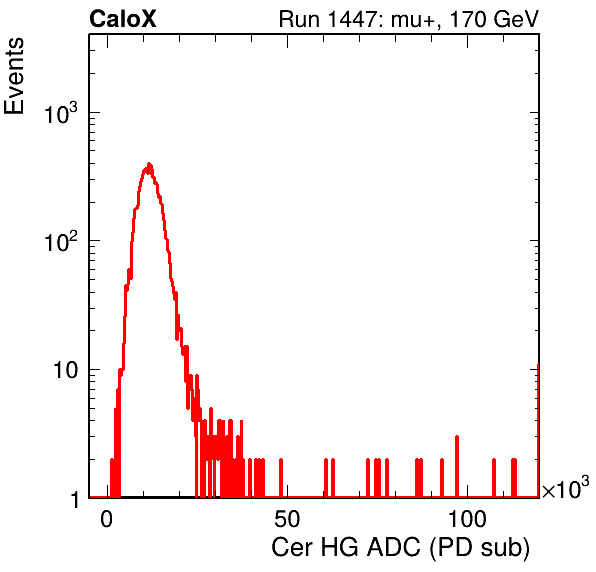 CaloX Run 1447: mu+, 170 GeV
Events
10³
10²
10
1
0 50 100 ×10³
Cer HG ADC (PD sub)